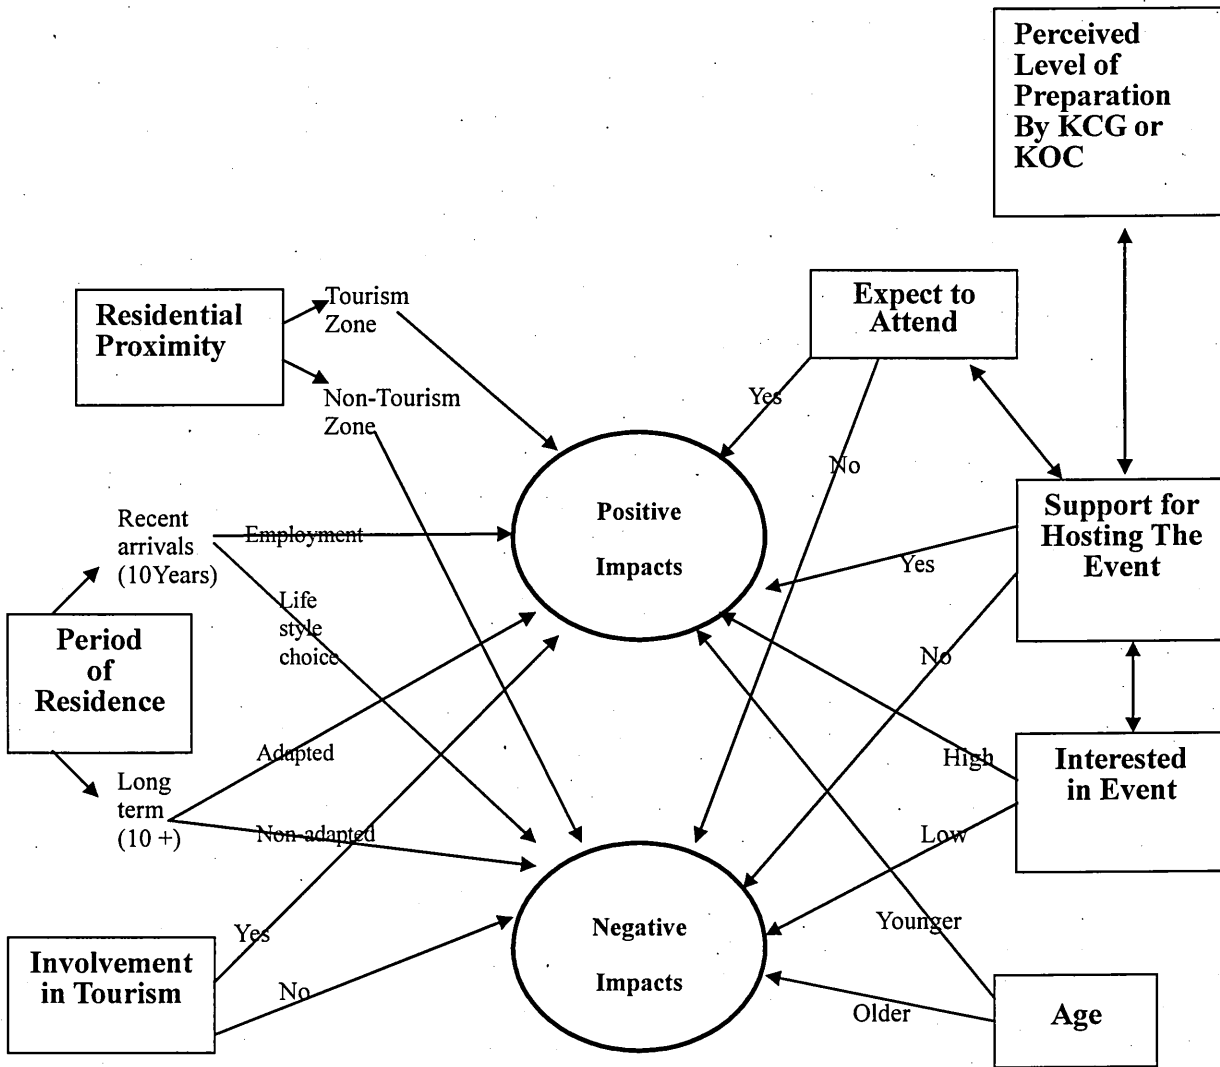 Perceived
Level of
Preparation
By KCG or
KOC
Residential
Proximity
Tourism
Zone
Non-Tourism
Zone
Expect to
Attend
Yes
No
Positive
Impacts
Support for
Hosting The
Event
Yes
No
Recent
arrivals
(10Years)
Employment
Life
style
choice
Period
of
Residence
Adapted
Long
term
(10 +)
Non-adapted
High
Low
Interested
in Event
Yes
No
Involvement
in Tourism
Negative
Impacts
Younger
Older
Age